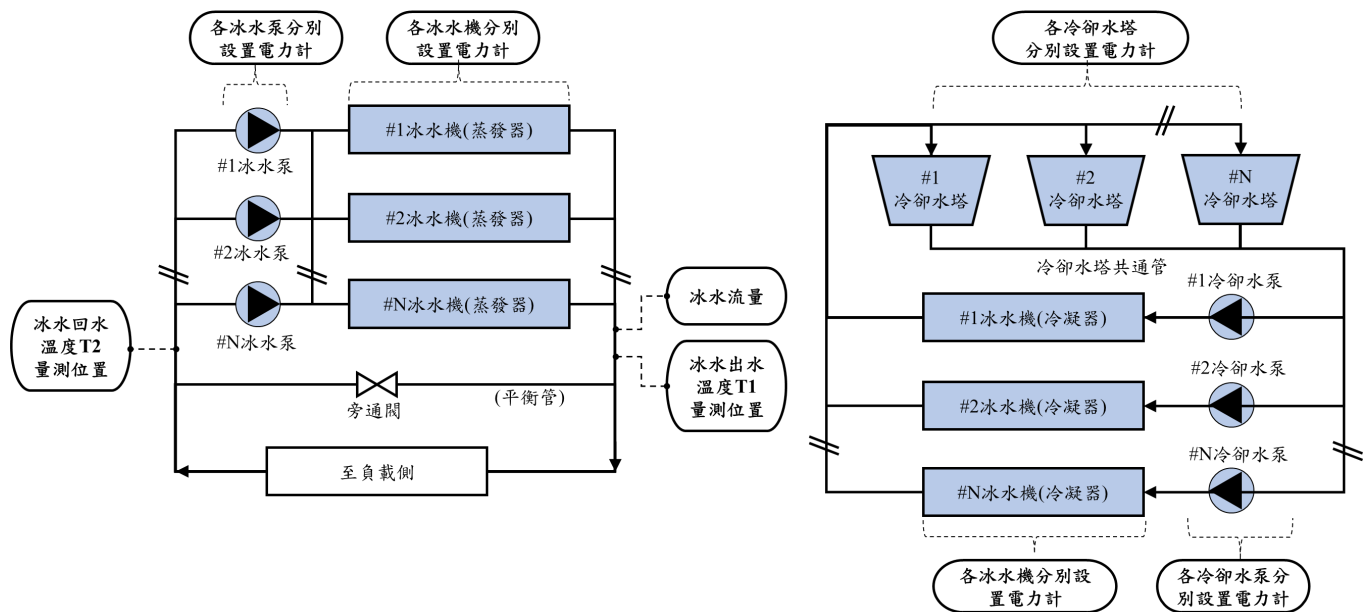 各冰水泵分別
設置電力計
各冰水機分別
設置電力計
#1冰水機(蒸發器)
#1冰水泵
#2冰水機(蒸發器)
#2冰水泵
#N冰水機(蒸發器)
#N冰水泵
冰水回水
溫度T2
量測位置
冰水流量
冰水出水
溫度T1
量測位置
(平衡管)
旁通閥
至負載側
各冷卻水塔
分別設置電力計
#1
冷卻水塔
#2
冷卻水塔
#N
冷卻水塔
冷卻水塔共通管
#1冷卻水泵
#1冰水機(冷凝器)
#2冷卻水泵
#2冰水機(冷凝器)
#N冷卻水泵
#N冰水機(冷凝器)
各冰水機分別設
置電力計
各冷卻水泵分
別設置電力計